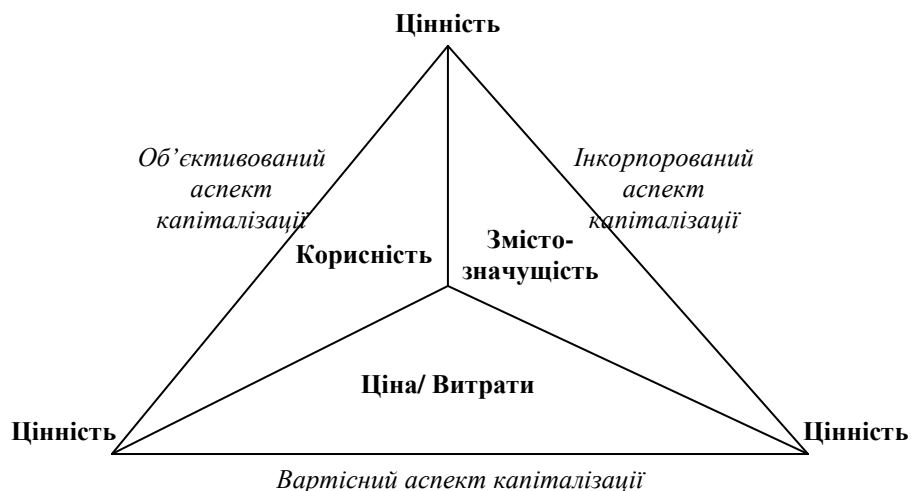 Цінність
Об’єктивований
аспект
капіталізації
Інкорпорований
аспект
капіталізації
Корисність
Змісто-
значущість
Ціна/ Витрати
Цінність
Цінність
Вартісний аспект капіталізації